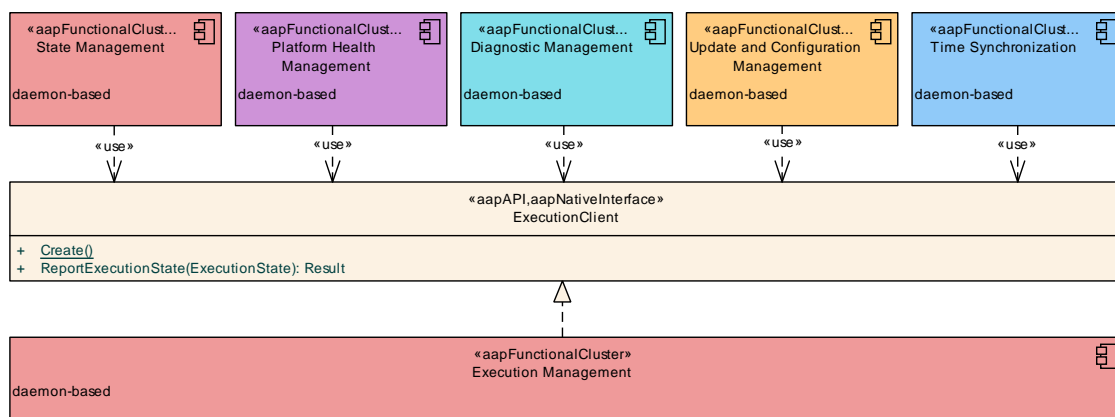 «aapFunctionalClust...
State Management
daemon-based
«aapFunctionalClust...
Platform Health
Management
daemon-based
«aapFunctionalClust...
Diagnostic Management
daemon-based
«aapFunctionalClust...
Update and Configuration
Management
daemon-based
«aapFunctionalClust...
Time Synchronization
daemon-based
«use»
«use»
«use»
«use»
«use»
«aapAPI,aapNativeInterface»
ExecutionClient
+ Create()
+ ReportExecutionState(ExecutionState): Result
«aapFunctionalCluster»
Execution Management
daemon-based